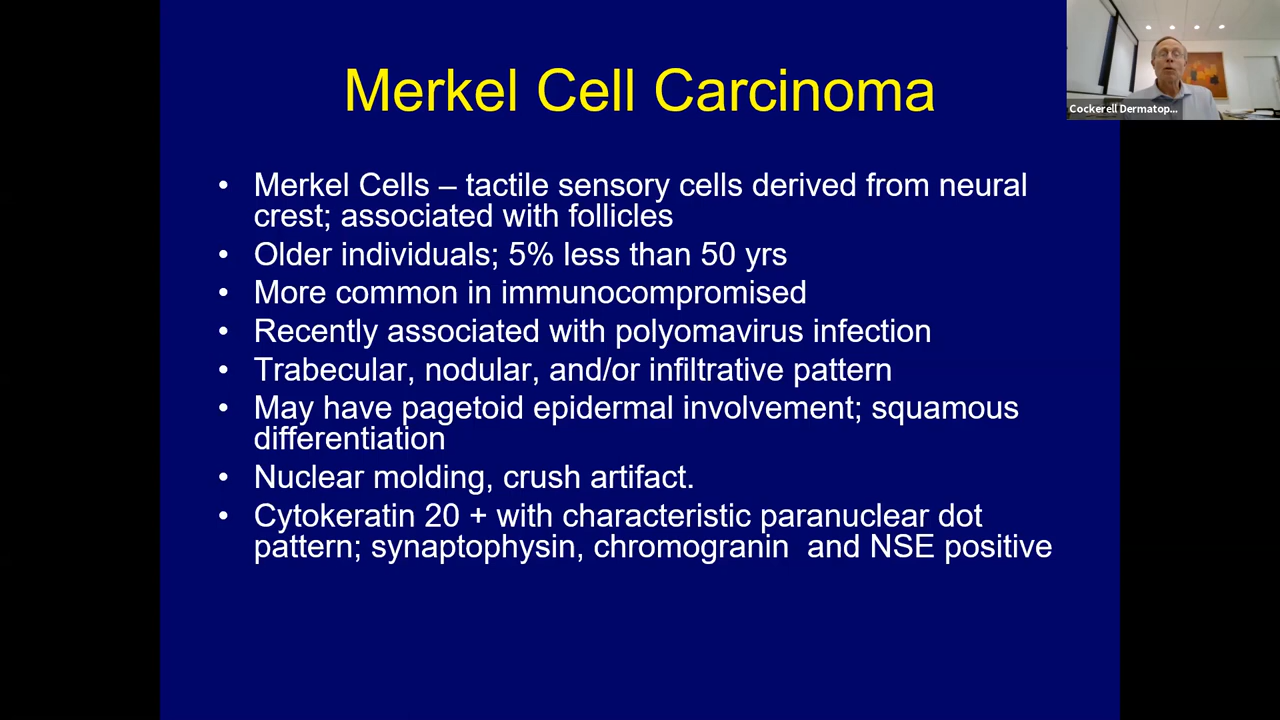 Merkel Cell Carcinoma
• Merkel Cells – tactile sensory cells derived from neural
crest; associated with follicles
• Older individuals; 5% less than 50 yrs
• More common in immunocompromised
• Recently associated with polyomavirus infection
• Trabecular, nodular, and/or infiltrative pattern
• May have pagetoid epidermal involvement; squamous
differentiation
• Nuclear molding, crush artifact.
• Cytokeratin 20 + with characteristic paranuclear dot
pattern; synaptophysin, chromogranin  and NSE positive
Cockerell Dermatop...